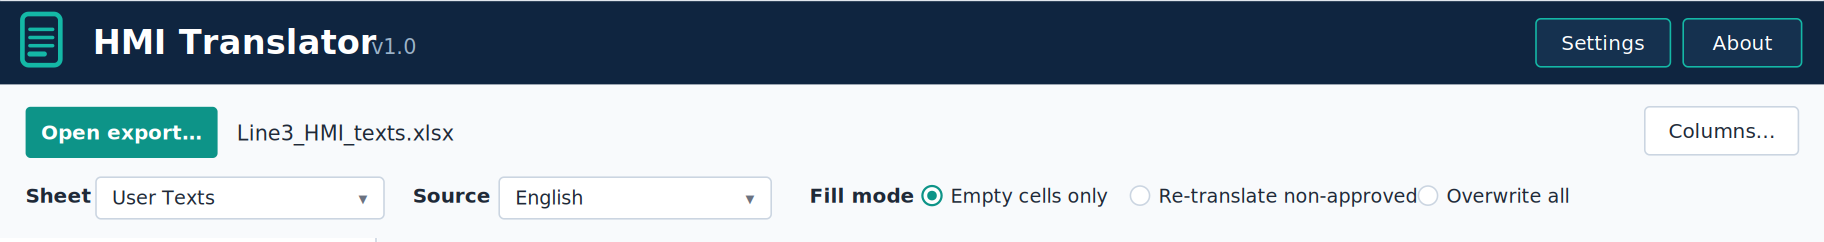 HMI Translator v1.0 Settings About
Open export... Line3_HMI_texts.xlsx Columns...
Sheet User Texts Source English Fill mode Empty cells only Re-translate non-approved Overwrite all